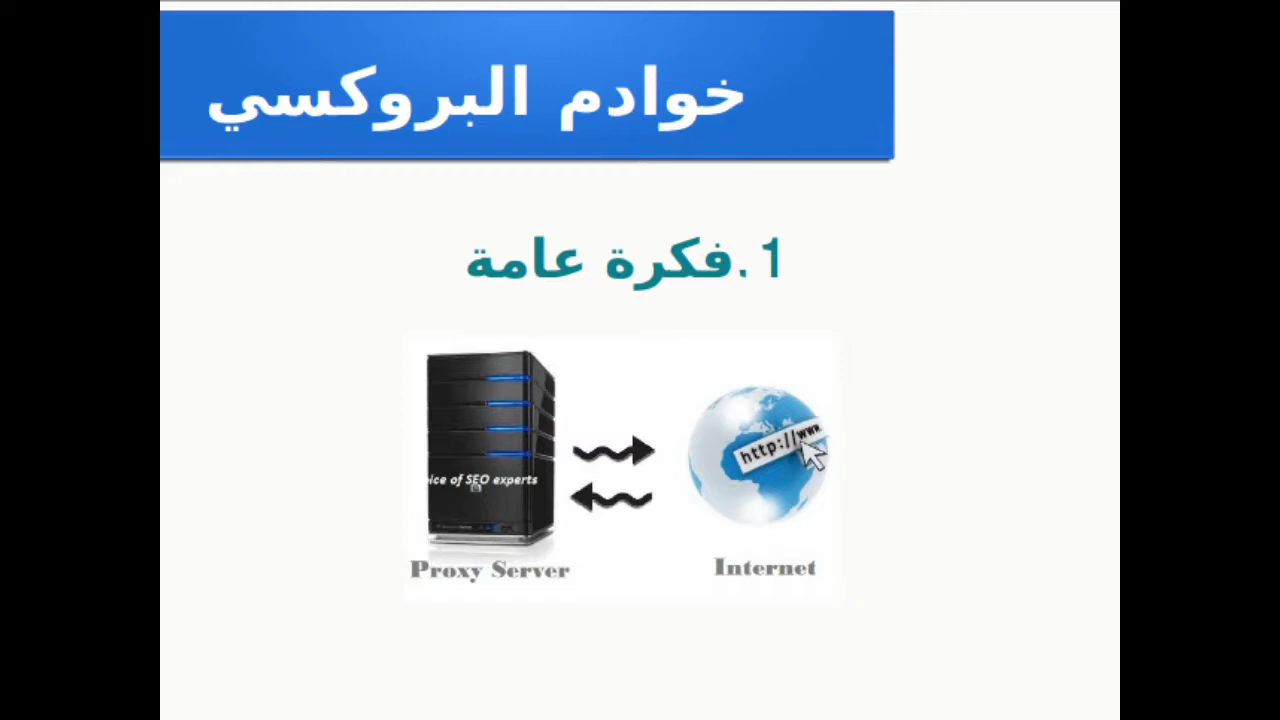 خوادم البروكسي
1.فكرة عامة
http://www.
ice of SEO experts
Proxy Server
Internet